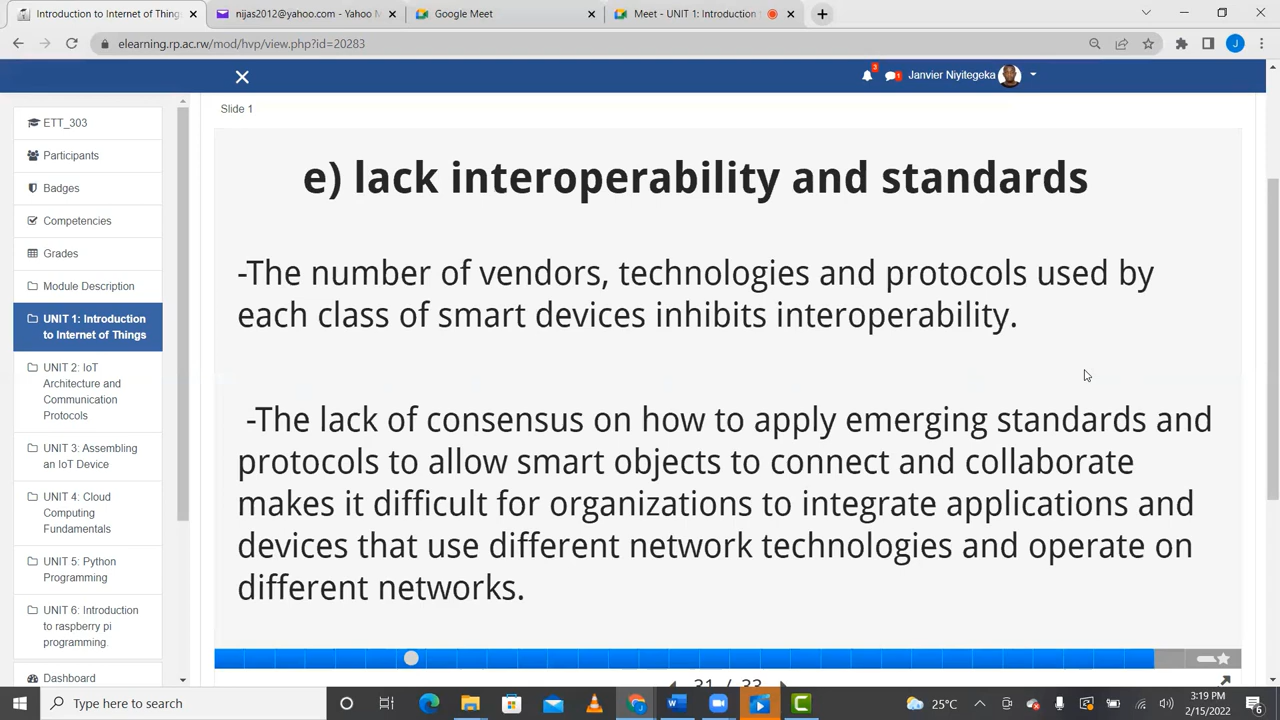 Introduction to Internet of Things
nijas2012@yahoo.com - Yahoo M
Google Meet
Meet - UNIT 1: Introduction
elearning.rp.ac.rw/mod/hvp/view.php?id=20283
J
3
1
Janvier Niyitegeka
ETT_303
Participants
Badges
Competencies
Grades
Module Description
UNIT 1: Introduction
to Internet of Things
UNIT 2: IoT
Architecture and
Communication
Protocols
UNIT 3: Assembling
an IoT Device
UNIT 4: Cloud
Computing
Fundamentals
UNIT 5: Python
Programming
UNIT 6: Introduction
to raspberry pi
programming
Dashboard
Slide 1
e) lack interoperability and standards
-The number of vendors, technologies and protocols used by
each class of smart devices inhibits interoperability.
-The lack of consensus on how to apply emerging standards and
protocols to allow smart objects to connect and collaborate
makes it difficult for organizations to integrate applications and
devices that use different network technologies and operate on
different networks.
31 / 33
Type here to search
25°C
3:19 PM
2/15/2022
6